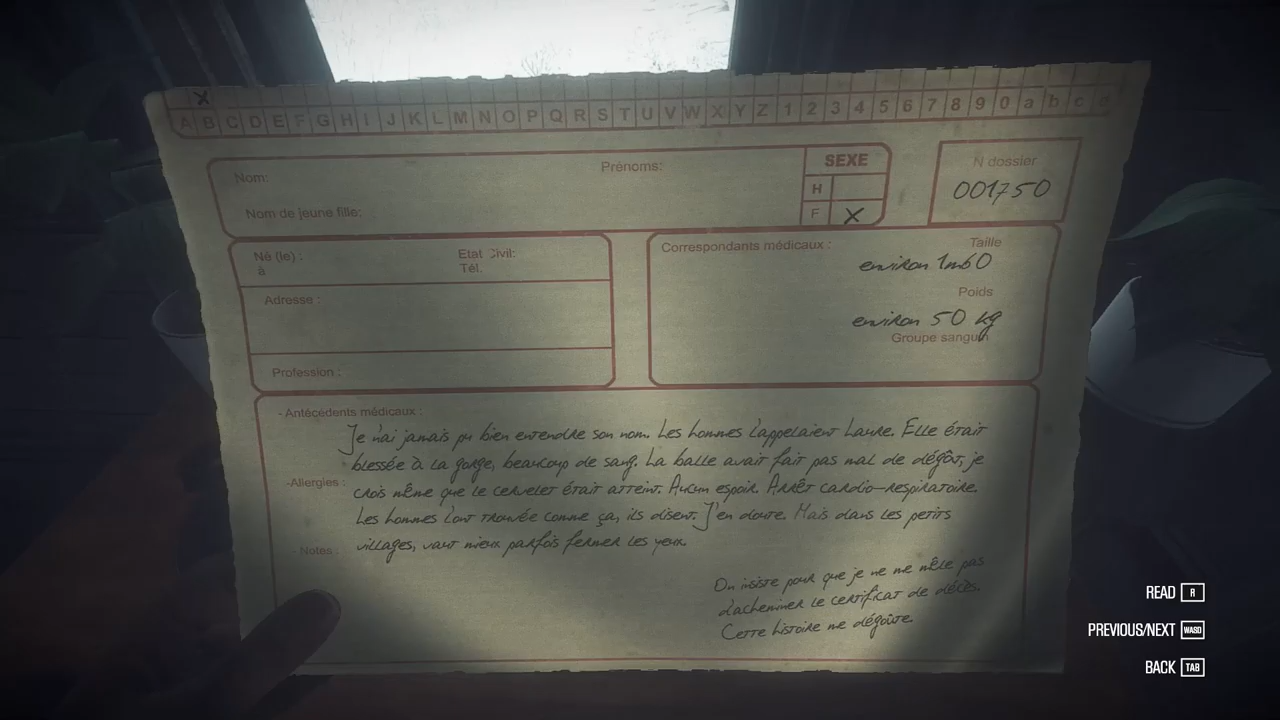 X
A B C D E F G H I J K L M N O P Q R S T U V W X Y Z 1 2 3 4 5 6 7 8 9 0 a b c
Nom:
Prénoms:
Nom de jeune fille:
SEXE
H
F X
N dossier
001750
Né (le) :
à
Etat Civil:
Tél.
Adresse :
Profession :
Correspondants médicaux :
Taille
environ 1m60
Poids
environ 50 kg
Groupe sanguin
- Antécédents médicaux :
Je n'ai jamais pu bien entendre son nom. Les hommes l'appelaient Laure. Elle était
blessée à la gorge, beaucoup de sang. La balle avait fait pas mal de dégât, je
-Allergies :
crois même que le cervelet était atteint. Aucun espoir. Arrêt cardio-respiratoire.
Les hommes l'ont trouvée comme ça, ils disent. J'en doute. Mais dans les petits
- Notes :
villages, vaut mieux parfois fermer les yeux.
On insiste pour que je ne me mêle pas
d'acheminer le certificat de décès.
Cette histoire me dégoûte.
READ R
PREVIOUS/NEXT WASD
BACK TAB